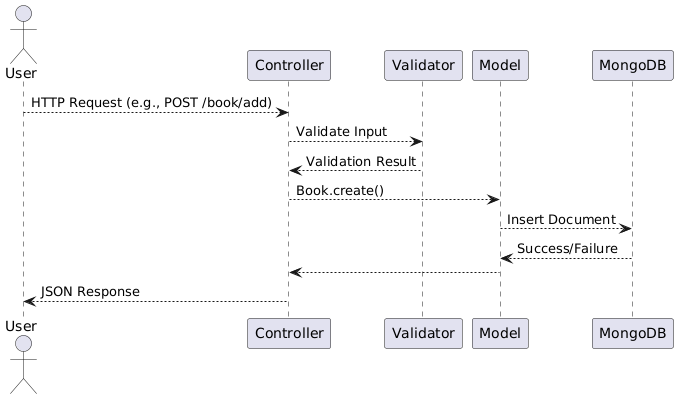 User
Controller
Validator
Model
MongoDB
HTTP Request (e.g., POST /book/add)
Validate Input
Validation Result
Book.create()
Insert Document
Success/Failure
JSON Response
User
Controller
Validator
Model
MongoDB